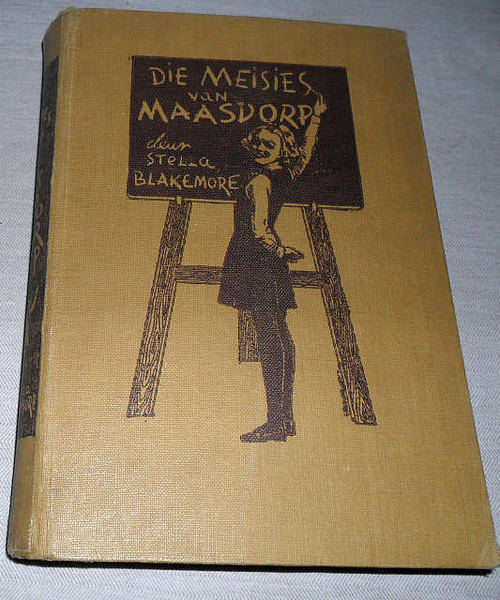 DIE MEISIES
van
MAASDORP
deur
STELLA
BLAKEMORE